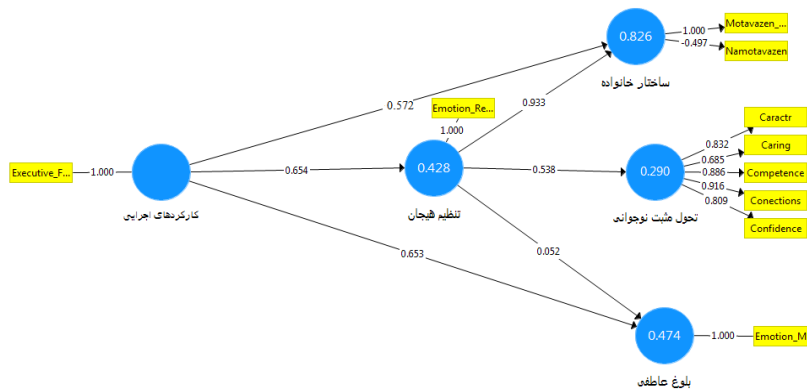 0.826
1.000
-0.497
Motavazen_...
Namotavazen
ساختار خانواده
0.572
0.933
Emotion_Re...
1.000
Executive_F...
1.000
0.654
0.428
0.538
0.290
0.832
0.685
0.886
0.916
0.809
Caractr
Caring
Competence
Conections
Confidence
کارکردهای اجرایی
تنظیم هیجان
تحول مثبت نوجوانی
0.653
0.052
0.474
1.000
Emotion_M
بلوغ عاطفی